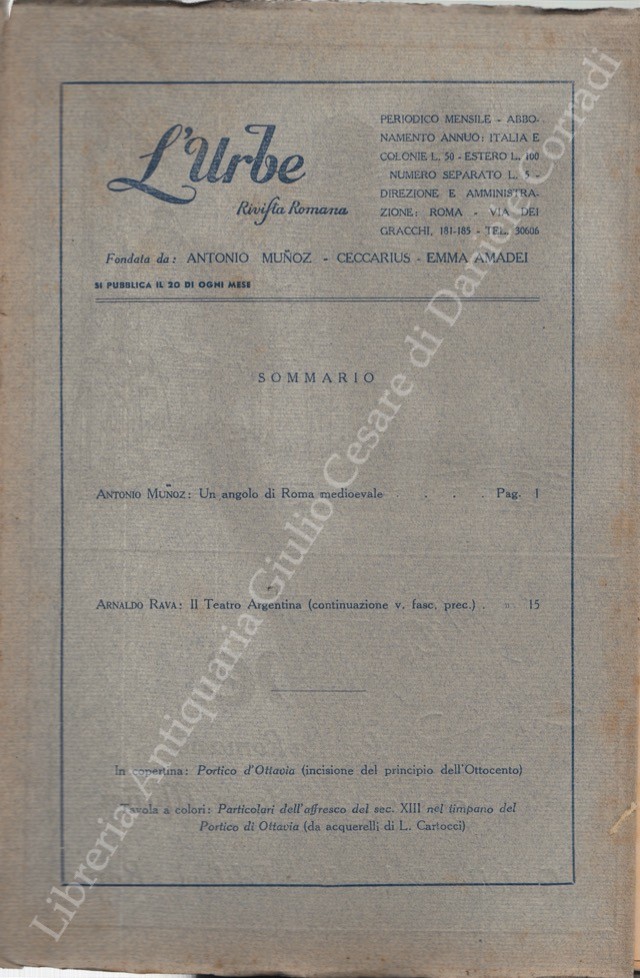 L'Urbe
Rivista Romana
PERIODICO MENSILE - ABBO-
NAMENTO ANNUO: ITALIA E
COLONIE L. 50 - ESTERO L. 100
NUMERO SEPARATO L. 5 -
DIREZIONE E AMMINISTRA-
ZIONE: ROMA - VIA DEI
GRACCHI, 181-185 - TEL. 30606
Fondata da: ANTONIO MUÑOZ - CECCARIUS - EMMA AMADEI
SI PUBBLICA IL 20 DI OGNI MESE
SOMMARIO
ANTONIO MUÑOZ: Un angolo di Roma medioevale . . . Pag. 1
ARNALDO RAVA: Il Teatro Argentina (continuazione v. fasc. prec.) . » 15
In copertina: Portico d'Ottavia (incisione del principio dell'Ottocento)
Tavola a colori: Particolari dell'affresco del sec. XIII nel timpano del
Portico di Ottavia (da acquerelli di L. Cartocci)
Libreria Antiquaria Giulio Cesare di Daniele Corradi